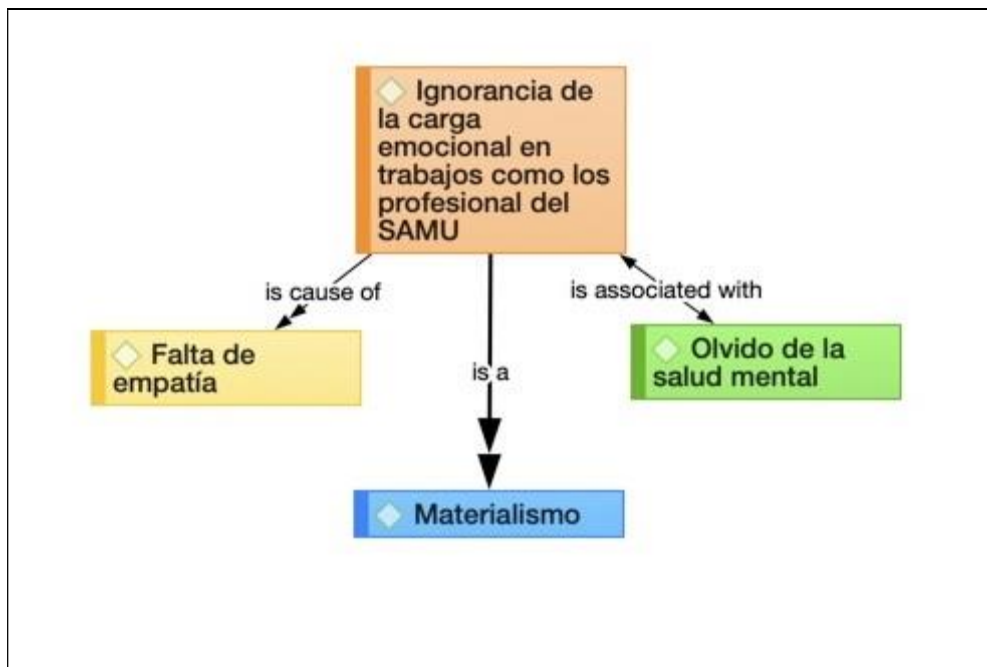 Ignorancia de
la carga
emocional en
trabajos como los
profesional del
SAMU
is cause of
is associated with
Falta de
empatía
is a
Olvido de la
salud mental
Materialismo